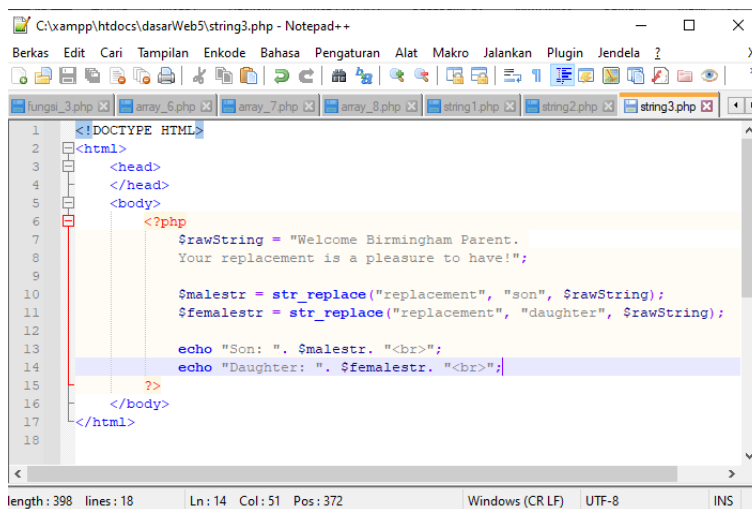 C:\xampp\htdocs\dasarWeb5\string3.php - Notepad++
Berkas Edit Cari Tampilan Enkode Bahasa Pengaturan Alat Makro Jalankan Plugin Jendela ?
fungsi_3.php array_6.php array_7.php array_8.php string1.php string2.php string3.php
1 <!DOCTYPE HTML>
2 <html>
3 <head>
4 </head>
5 <body>
6 <?php
7 $rawString = "Welcome Birmingham Parent.
8 Your replacement is a pleasure to have!";
9
10 $malestr = str_replace("replacement", "son", $rawString);
11 $femalestr = str_replace("replacement", "daughter", $rawString);
12
13 echo "Son: ". $malestr. "<br>";
14 echo "Daughter: ". $femalestr. "<br>";
15 ?>
16 </body>
17 </html>
18
length : 398 lines : 18 Ln : 14 Col : 51 Pos : 372 Windows (CR LF) UTF-8 INS